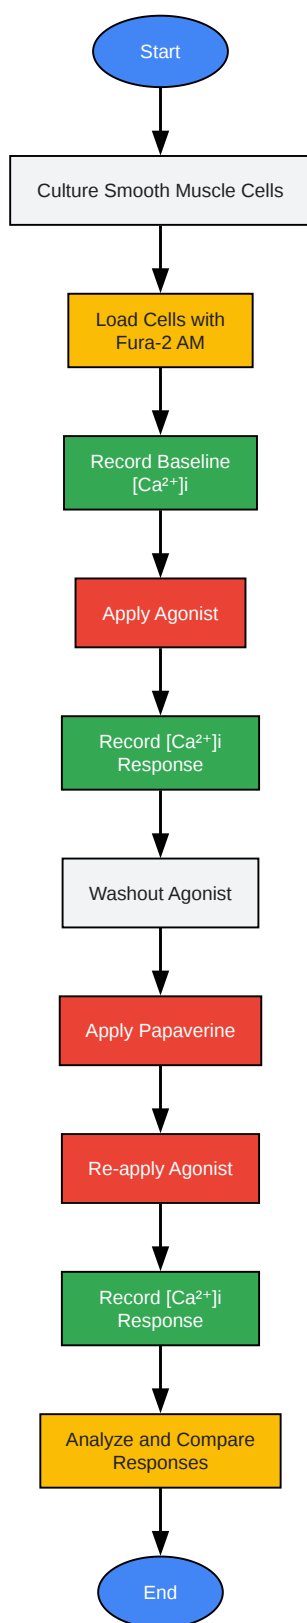 Start
Culture Smooth Muscle Cells
Load Cells with
Fura-2 AM
Record Baseline
[Ca²⁺]i
Apply Agonist
Record [Ca²⁺]i
Response
Washout Agonist
Apply Papaverine
Re-apply Agonist
Record [Ca²⁺]i
Response
Analyze and Compare
Responses
End